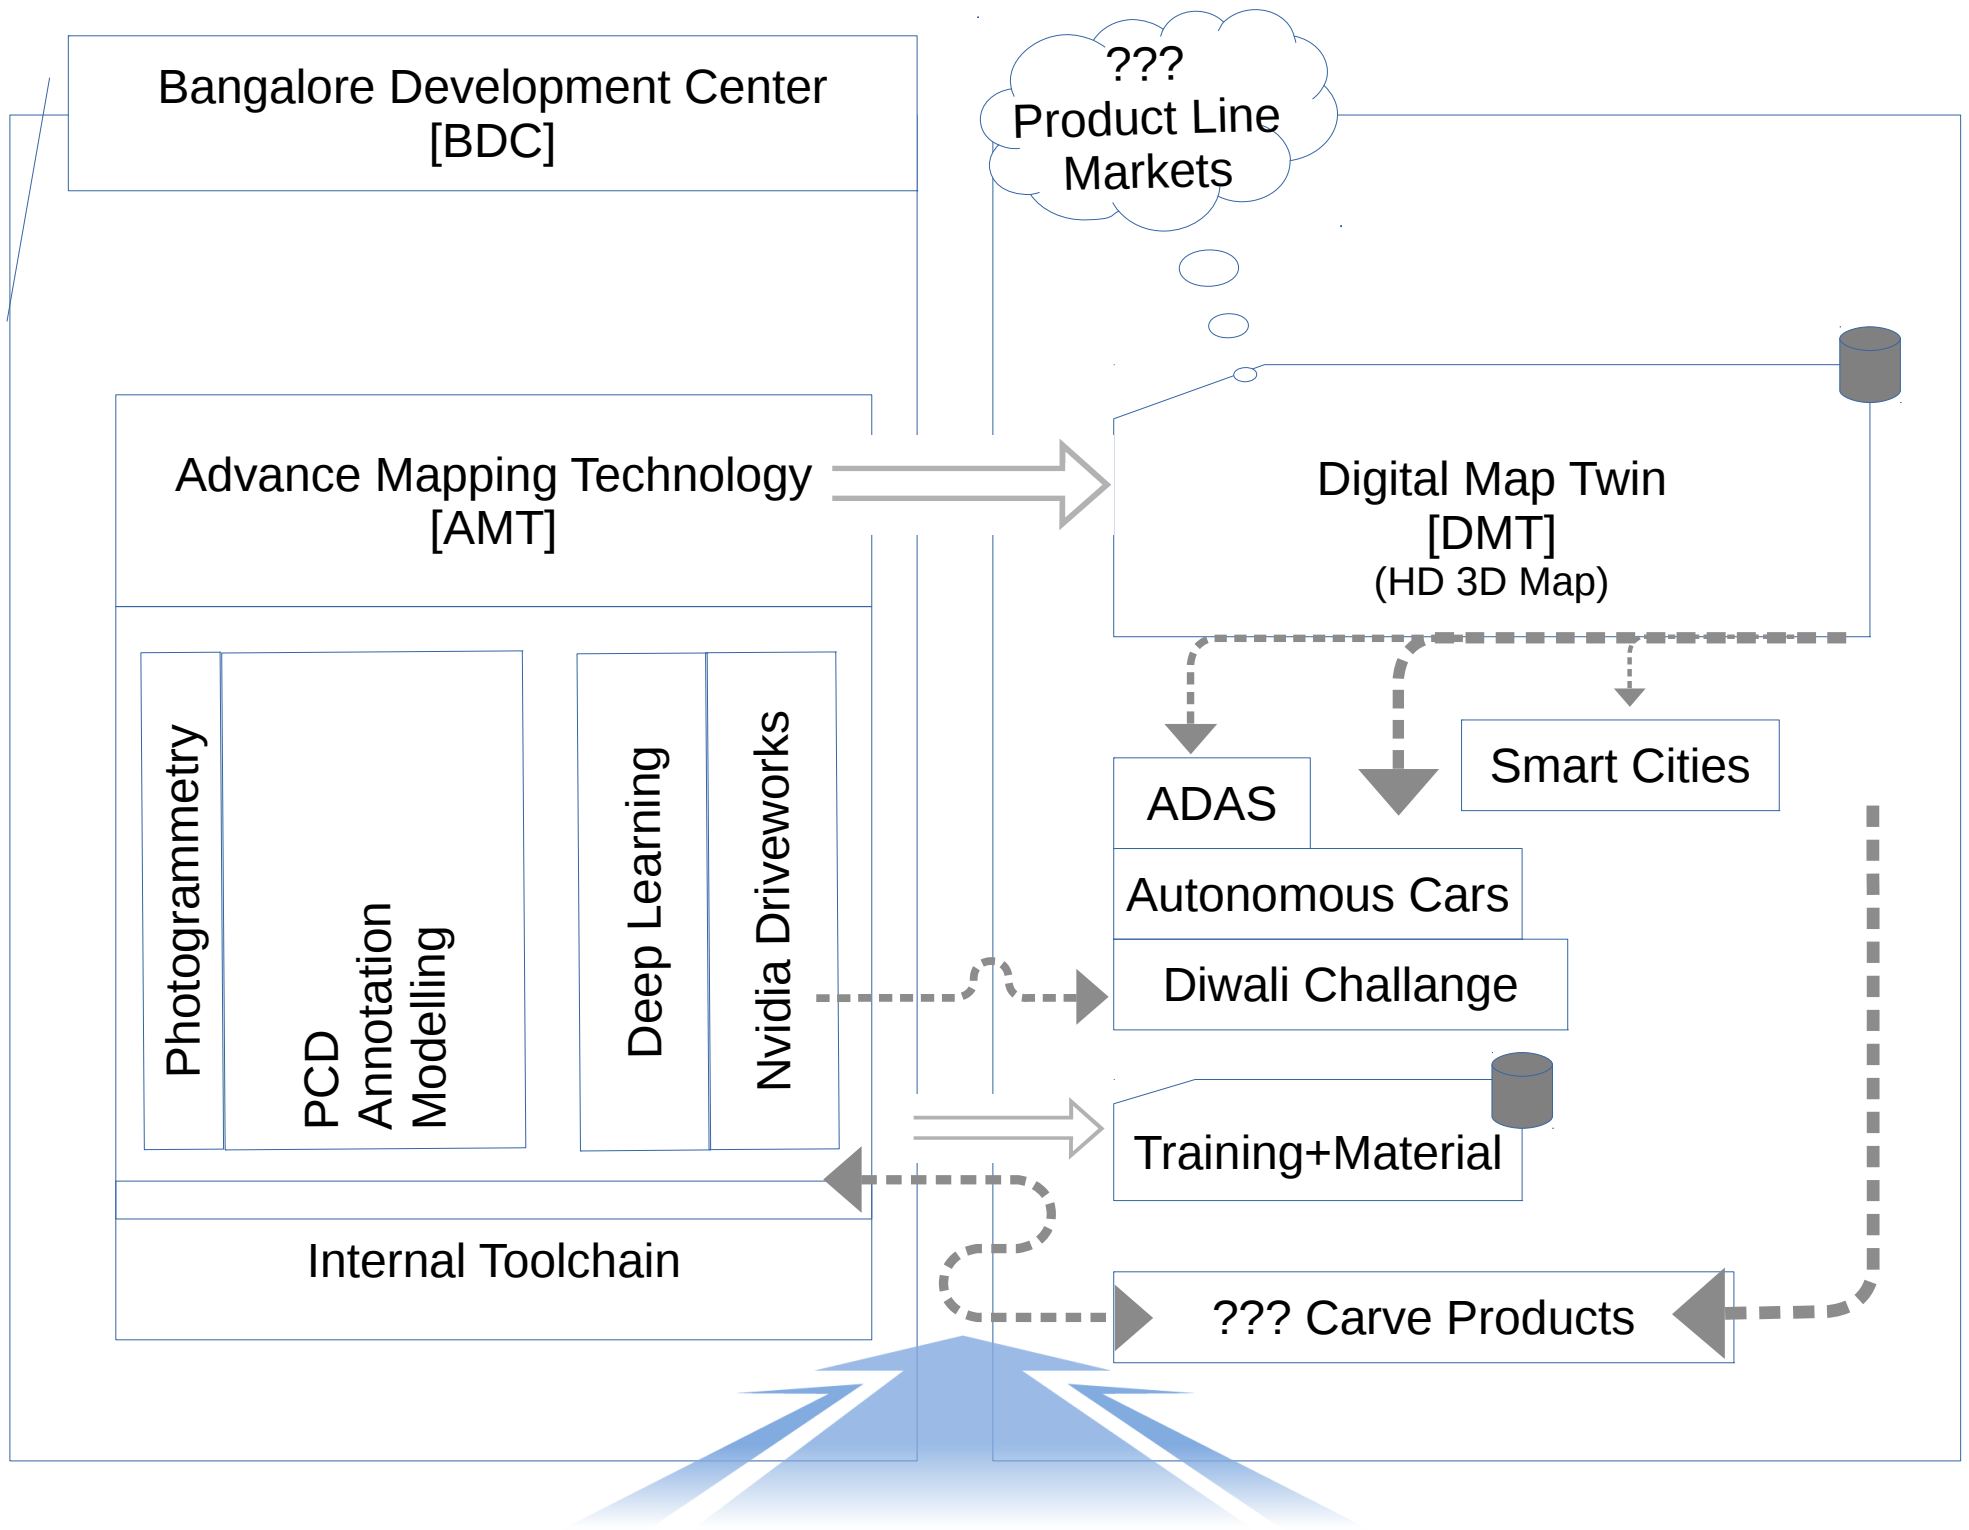 Bangalore Development Center
[BDC]
???
Product Line
Markets
Advance Mapping Technology
[AMT]
Digital Map Twin
[DMT]
(HD 3D Map)
Photogrammetry
PCD
Annotation
Modelling
Deep Learning
Nvidia Driveworks
Smart Cities
ADAS
Autonomous Cars
Diwali Challange
Training+Material
Internal Toolchain
??? Carve Products